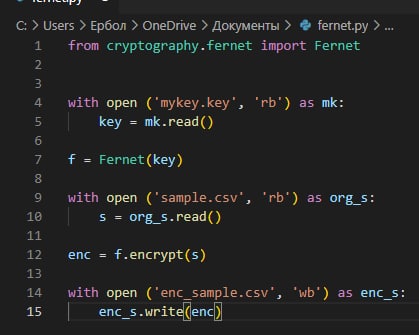 C: > Users > Ербол > OneDrive > Документы > fernet.py > ...
1 from cryptography.fernet import Fernet
2
3
4 with open ('mykey.key', 'rb') as mk:
5     key = mk.read()
6
7 f = Fernet(key)
8
9 with open ('sample.csv', 'rb') as org_s:
10     s = org_s.read()
11
12 enc = f.encrypt(s)
13
14 with open ('enc_sample.csv', 'wb') as enc_s:
15     enc_s.write(enc)